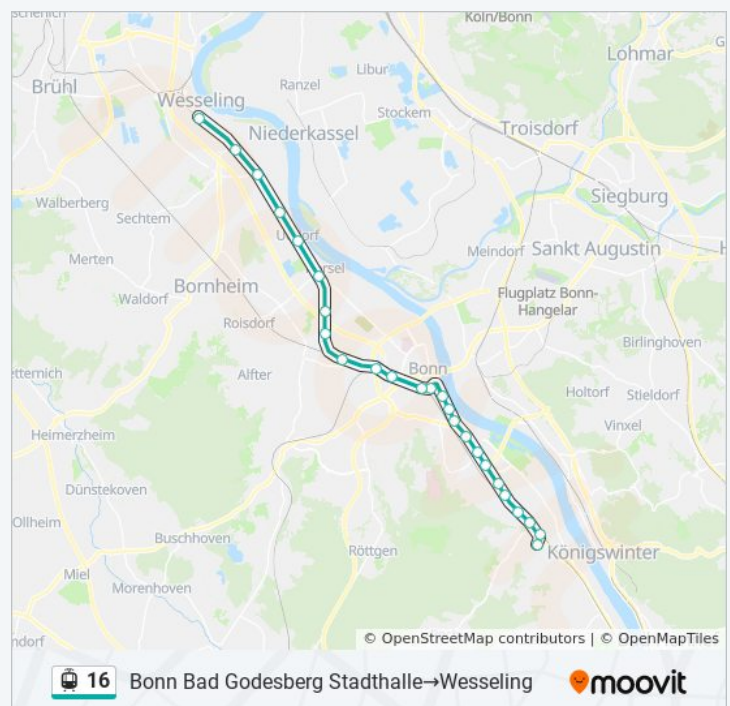 Köln/Bonn
Lohmar
Libur
Brühl
Ranzel
Wesseling
Stockem
Niederkassel
Troisdorf
Siegburg
Walberberg
Sechtem
Meindorf
Sankt Augustin
Merten
Bornheim
Flugplatz Bonn-
Hangelar
Waldorf
Roisdorf
Birlinghoven
Bonn
Alfter
Holtorf
Stieldorf
Heimerzheim
Vinxel
Dünstekoven
Ollheim
Buschhoven
Röttgen
Königswinter
Miel
Morenhoven
© OpenStreetMap contributors | © OpenMapTiles
16 Bonn Bad Godesberg Stadthalle→Wesseling
moovit